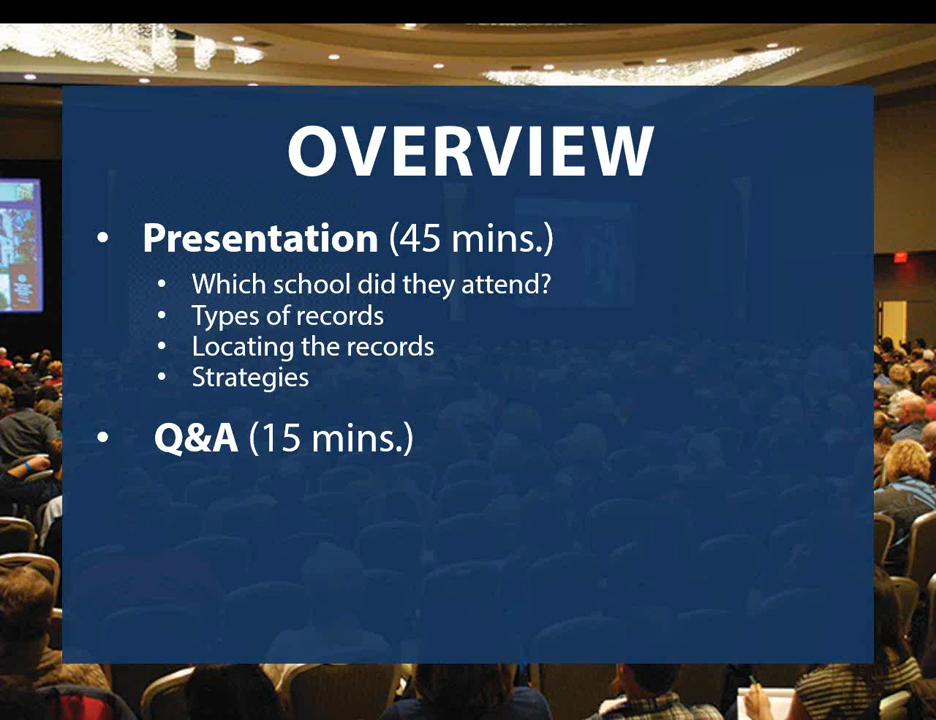 OVERVIEW
• Presentation (45 mins.)
• Which school did they attend?
• Types of records
• Locating the records
• Strategies
• Q&A (15 mins.)